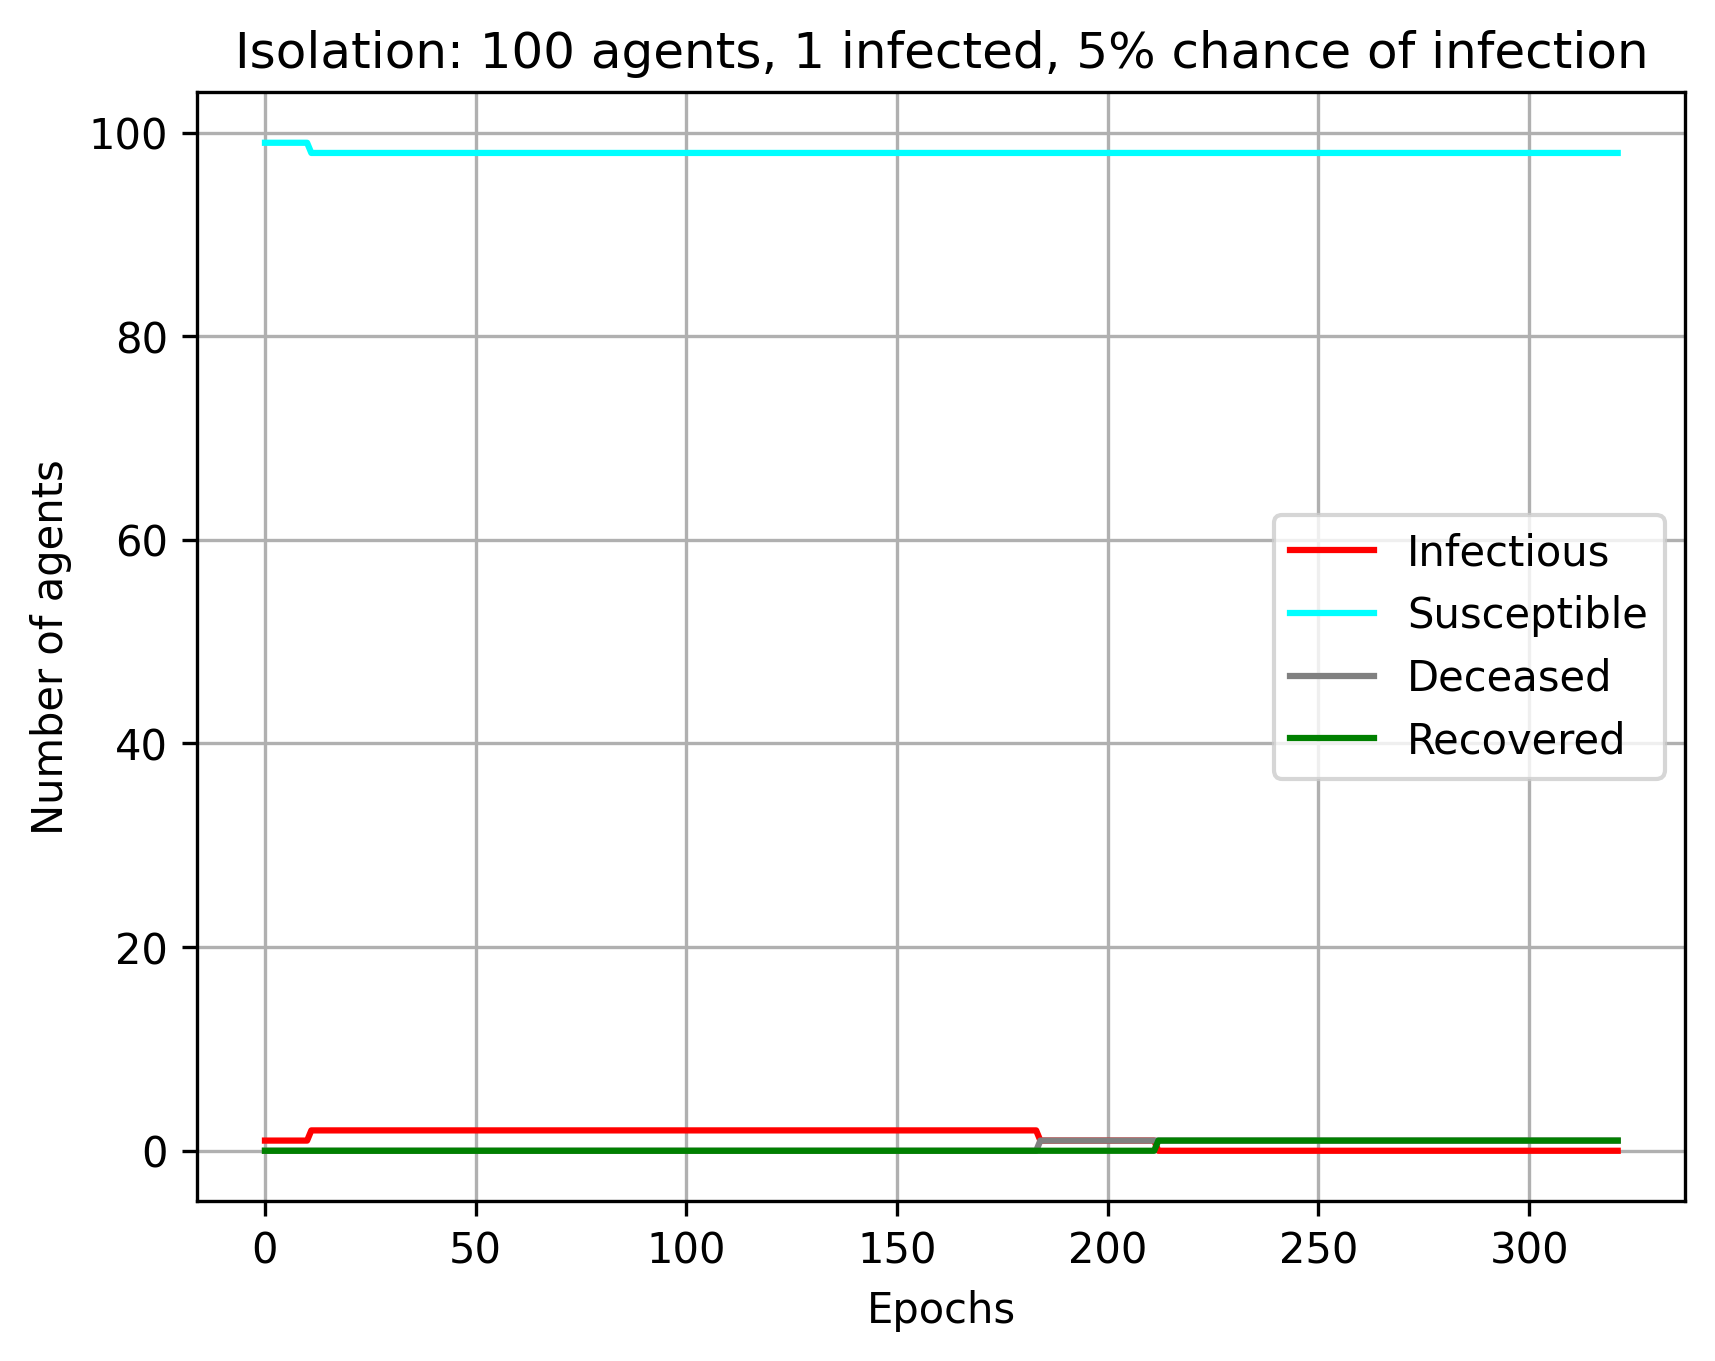 Isolation: 100 agents, 1 infected, 5% chance of infection
100
80
60
40
20
0
Number of agents
Infectious
Susceptible
Deceased
Recovered
0 50 100 150 200 250 300
Epochs